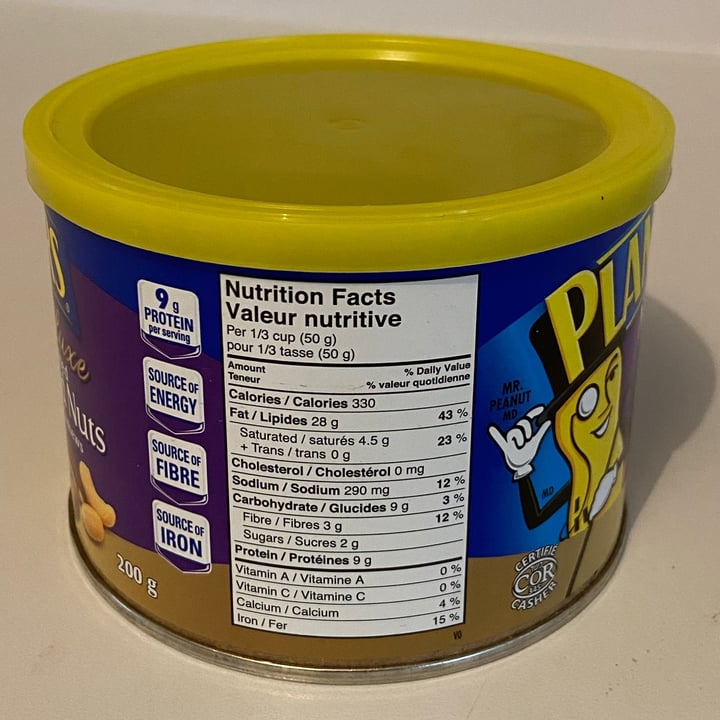 S
uxe
Nuts
200 g
9 g
PROTEIN
per serving
SOURCE OF
ENERGY
SOURCE OF
FIBRE
SOURCE OF
IRON
Nutrition Facts
Valeur nutritive
Per 1/3 cup (50 g)
pour 1/3 tasse (50 g)
Amount % Daily Value
Teneur % valeur quotidienne
Calories / Calories 330
Fat / Lipides 28 g 43 %
Saturated / saturés 4.5 g 23 %
+ Trans / trans 0 g
Cholesterol / Cholestérol 0 mg
Sodium / Sodium 290 mg 12 %
Carbohydrate / Glucides 9 g 3 %
Fibre / Fibres 3 g 12 %
Sugars / Sucres 2 g
Protein / Protéines 9 g
Vitamin A / Vitamine A 0 %
Vitamin C / Vitamine C 0 %
Calcium / Calcium 4 %
Iron / Fer 15 %
VG
PLAN
MR.
PEANUT
MD
MD
CERTIFIÉ
COR
CASHER